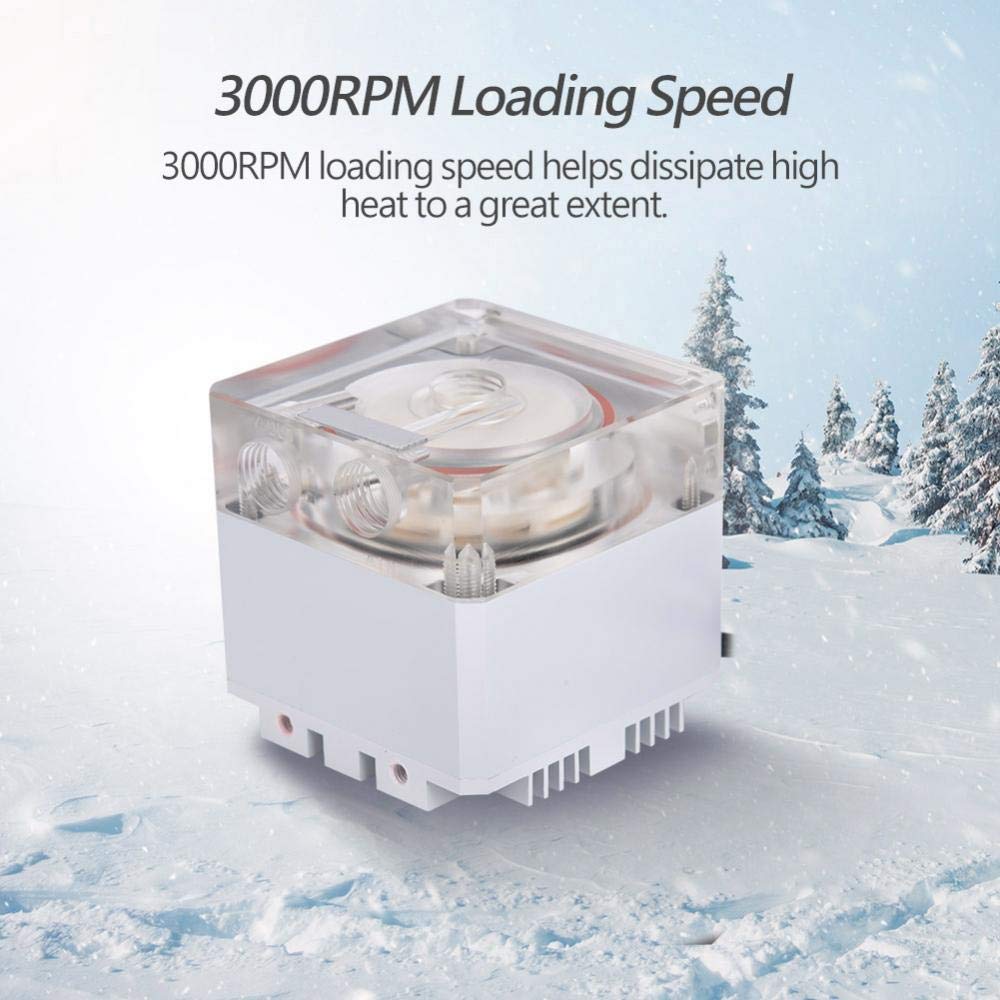 3000RPM Loading Speed
3000RPM loading speed helps dissipate high
heat to a great extent.